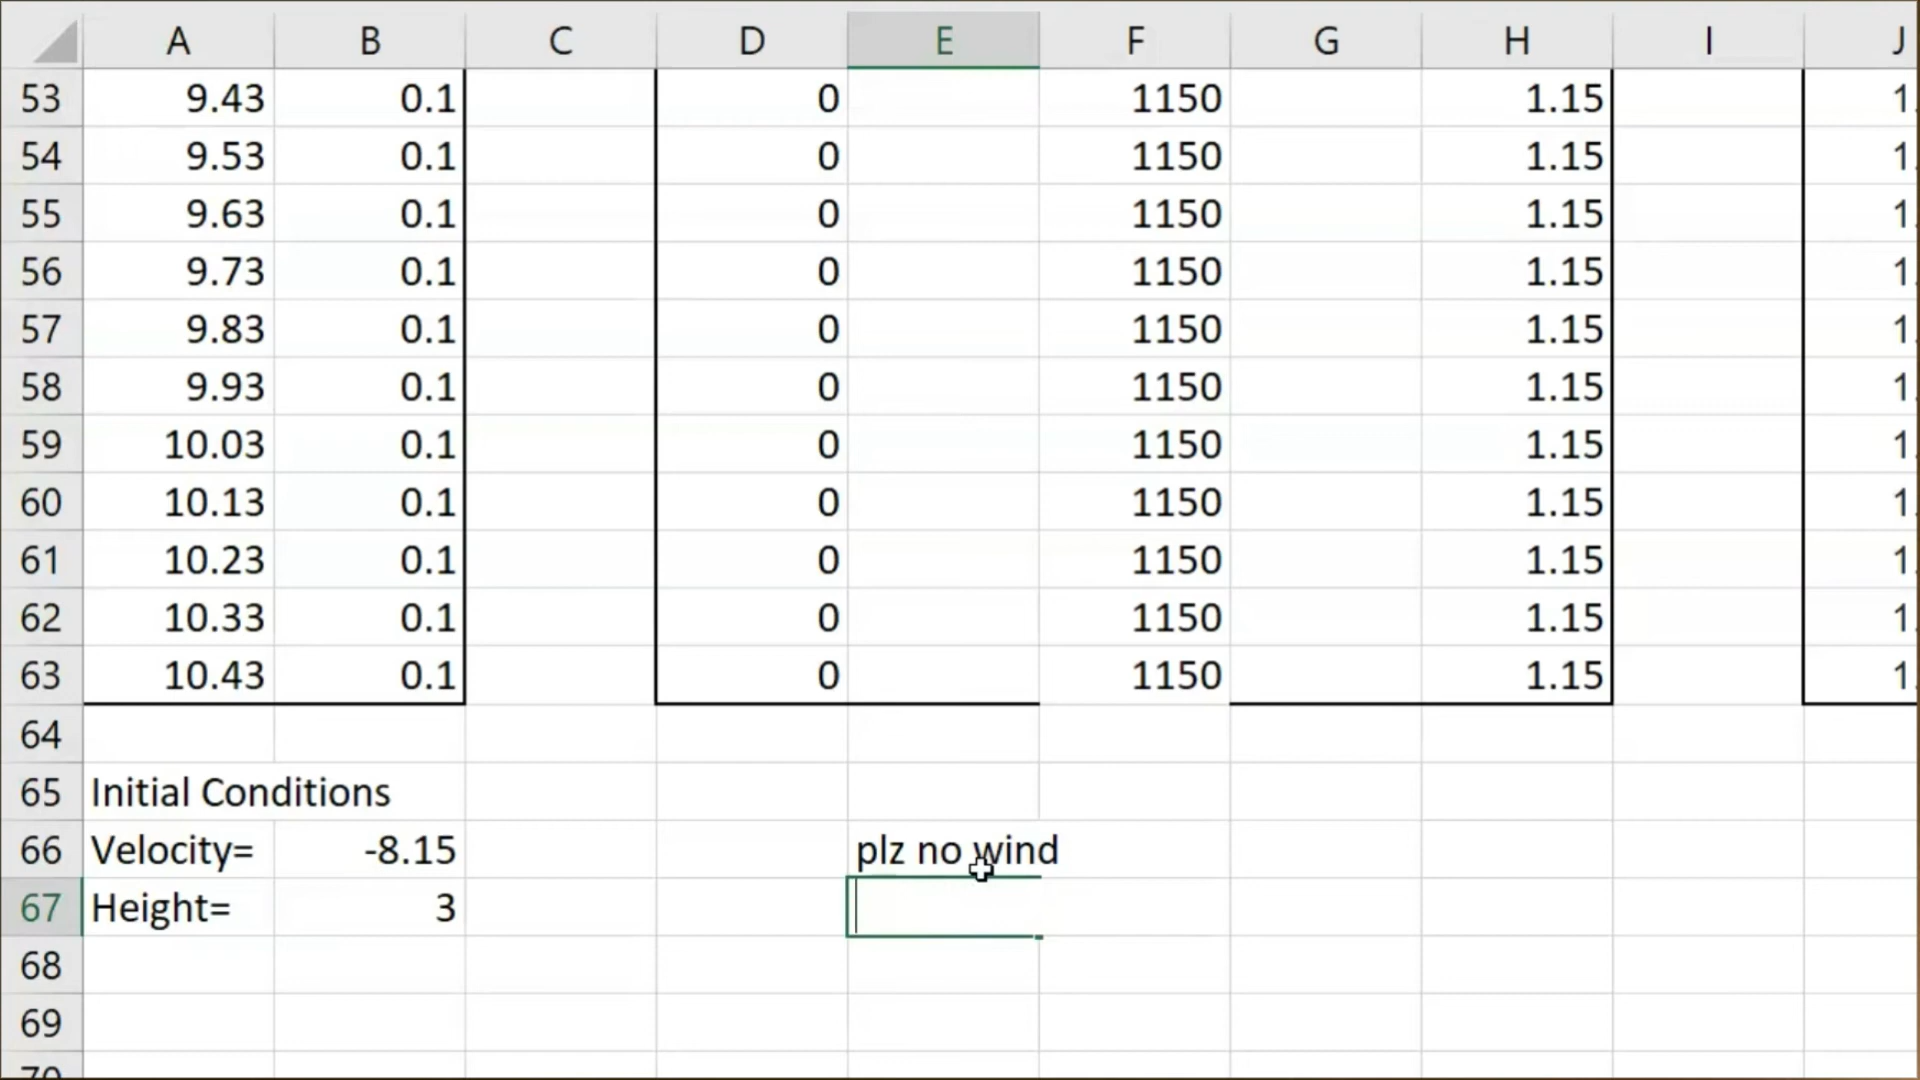 A B C D E F G H I J
53 9.43 0.1 0 1150 1.15 1.
54 9.53 0.1 0 1150 1.15 1.
55 9.63 0.1 0 1150 1.15 1.
56 9.73 0.1 0 1150 1.15 1.
57 9.83 0.1 0 1150 1.15 1.
58 9.93 0.1 0 1150 1.15 1.
59 10.03 0.1 0 1150 1.15 1.
60 10.13 0.1 0 1150 1.15 1.
61 10.23 0.1 0 1150 1.15 1.
62 10.33 0.1 0 1150 1.15 1.
63 10.43 0.1 0 1150 1.15 1.
64
65 Initial Conditions
66 Velocity= -8.15 plz no wind
67 Height= 3
68
69
70